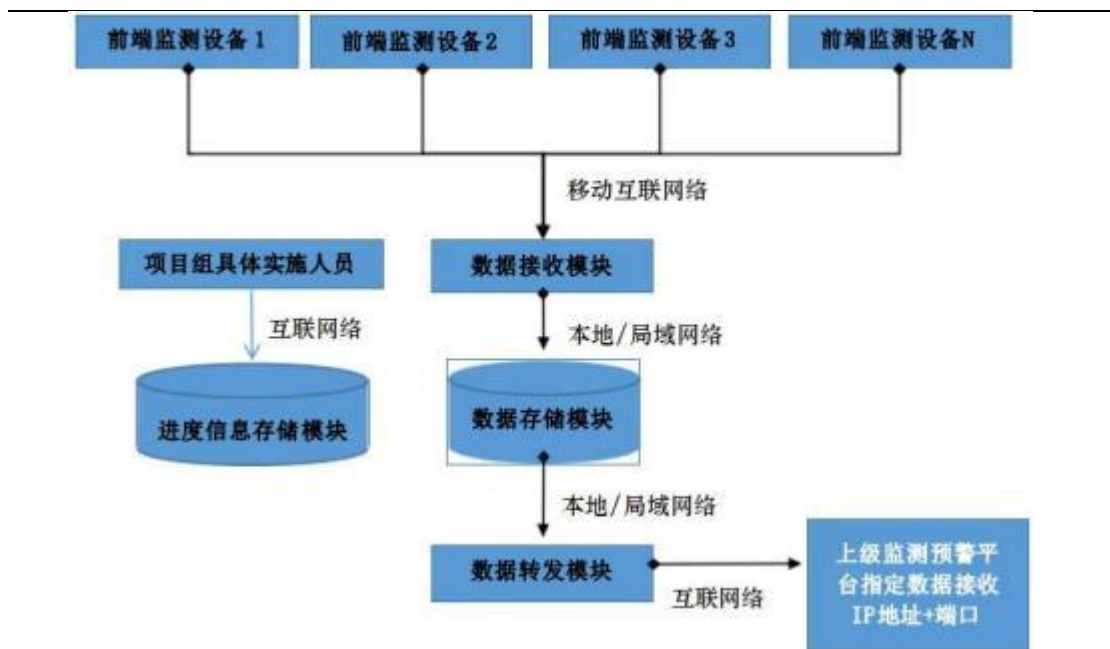 前端监测设备1
前端监测设备2
前端监测设备3
前端监测设备N
移动互联网络
项目组具体实施人员
数据接收模块
互联网络
本地/局域网络
进度信息存储模块
数据存储模块
本地/局域网络
数据转发模块
互联网络
上级监测预警平
台指定数据接收
IP地址+端口